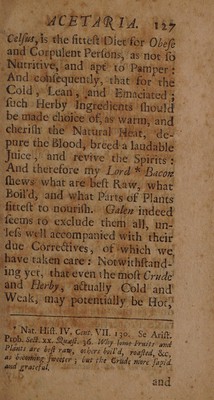 ACETARIA. 127
Celsus, is the fittest Diet for Obese
and Corpulent Persons, as not so
Nutritive, and apt to Pamper:
And consequently, that for the
Cold, Lean, and Emaciated;
such Herby Ingredients should
be made choice of, as warm, and
cherish the Natural Heat, de-
pure the Blood, breed a laudable
Juice, and revive the Spirits:
And therefore my Lord * Bacon
shews what are best Raw, what
Boil'd, and what Parts of Plants
fittest to nourish. Galen indeed
seems to exclude them all, un-
less well accompanied with their
due Correctives, of which we
have taken care: Notwithstand-
ing yet, that even the most Crude
and Herby, actually Cold and
Weak, may potentially be Hot,
* Nat. Hist. IV. Cent. VII. 130. Se Arist.
Prob. Sect. xx. Quæst. 36. Why some Fruits and
Plants are best raw, others boil'd, roasted, &c.
as becoming sweeter; but the Crude more sapid
and grateful.
and